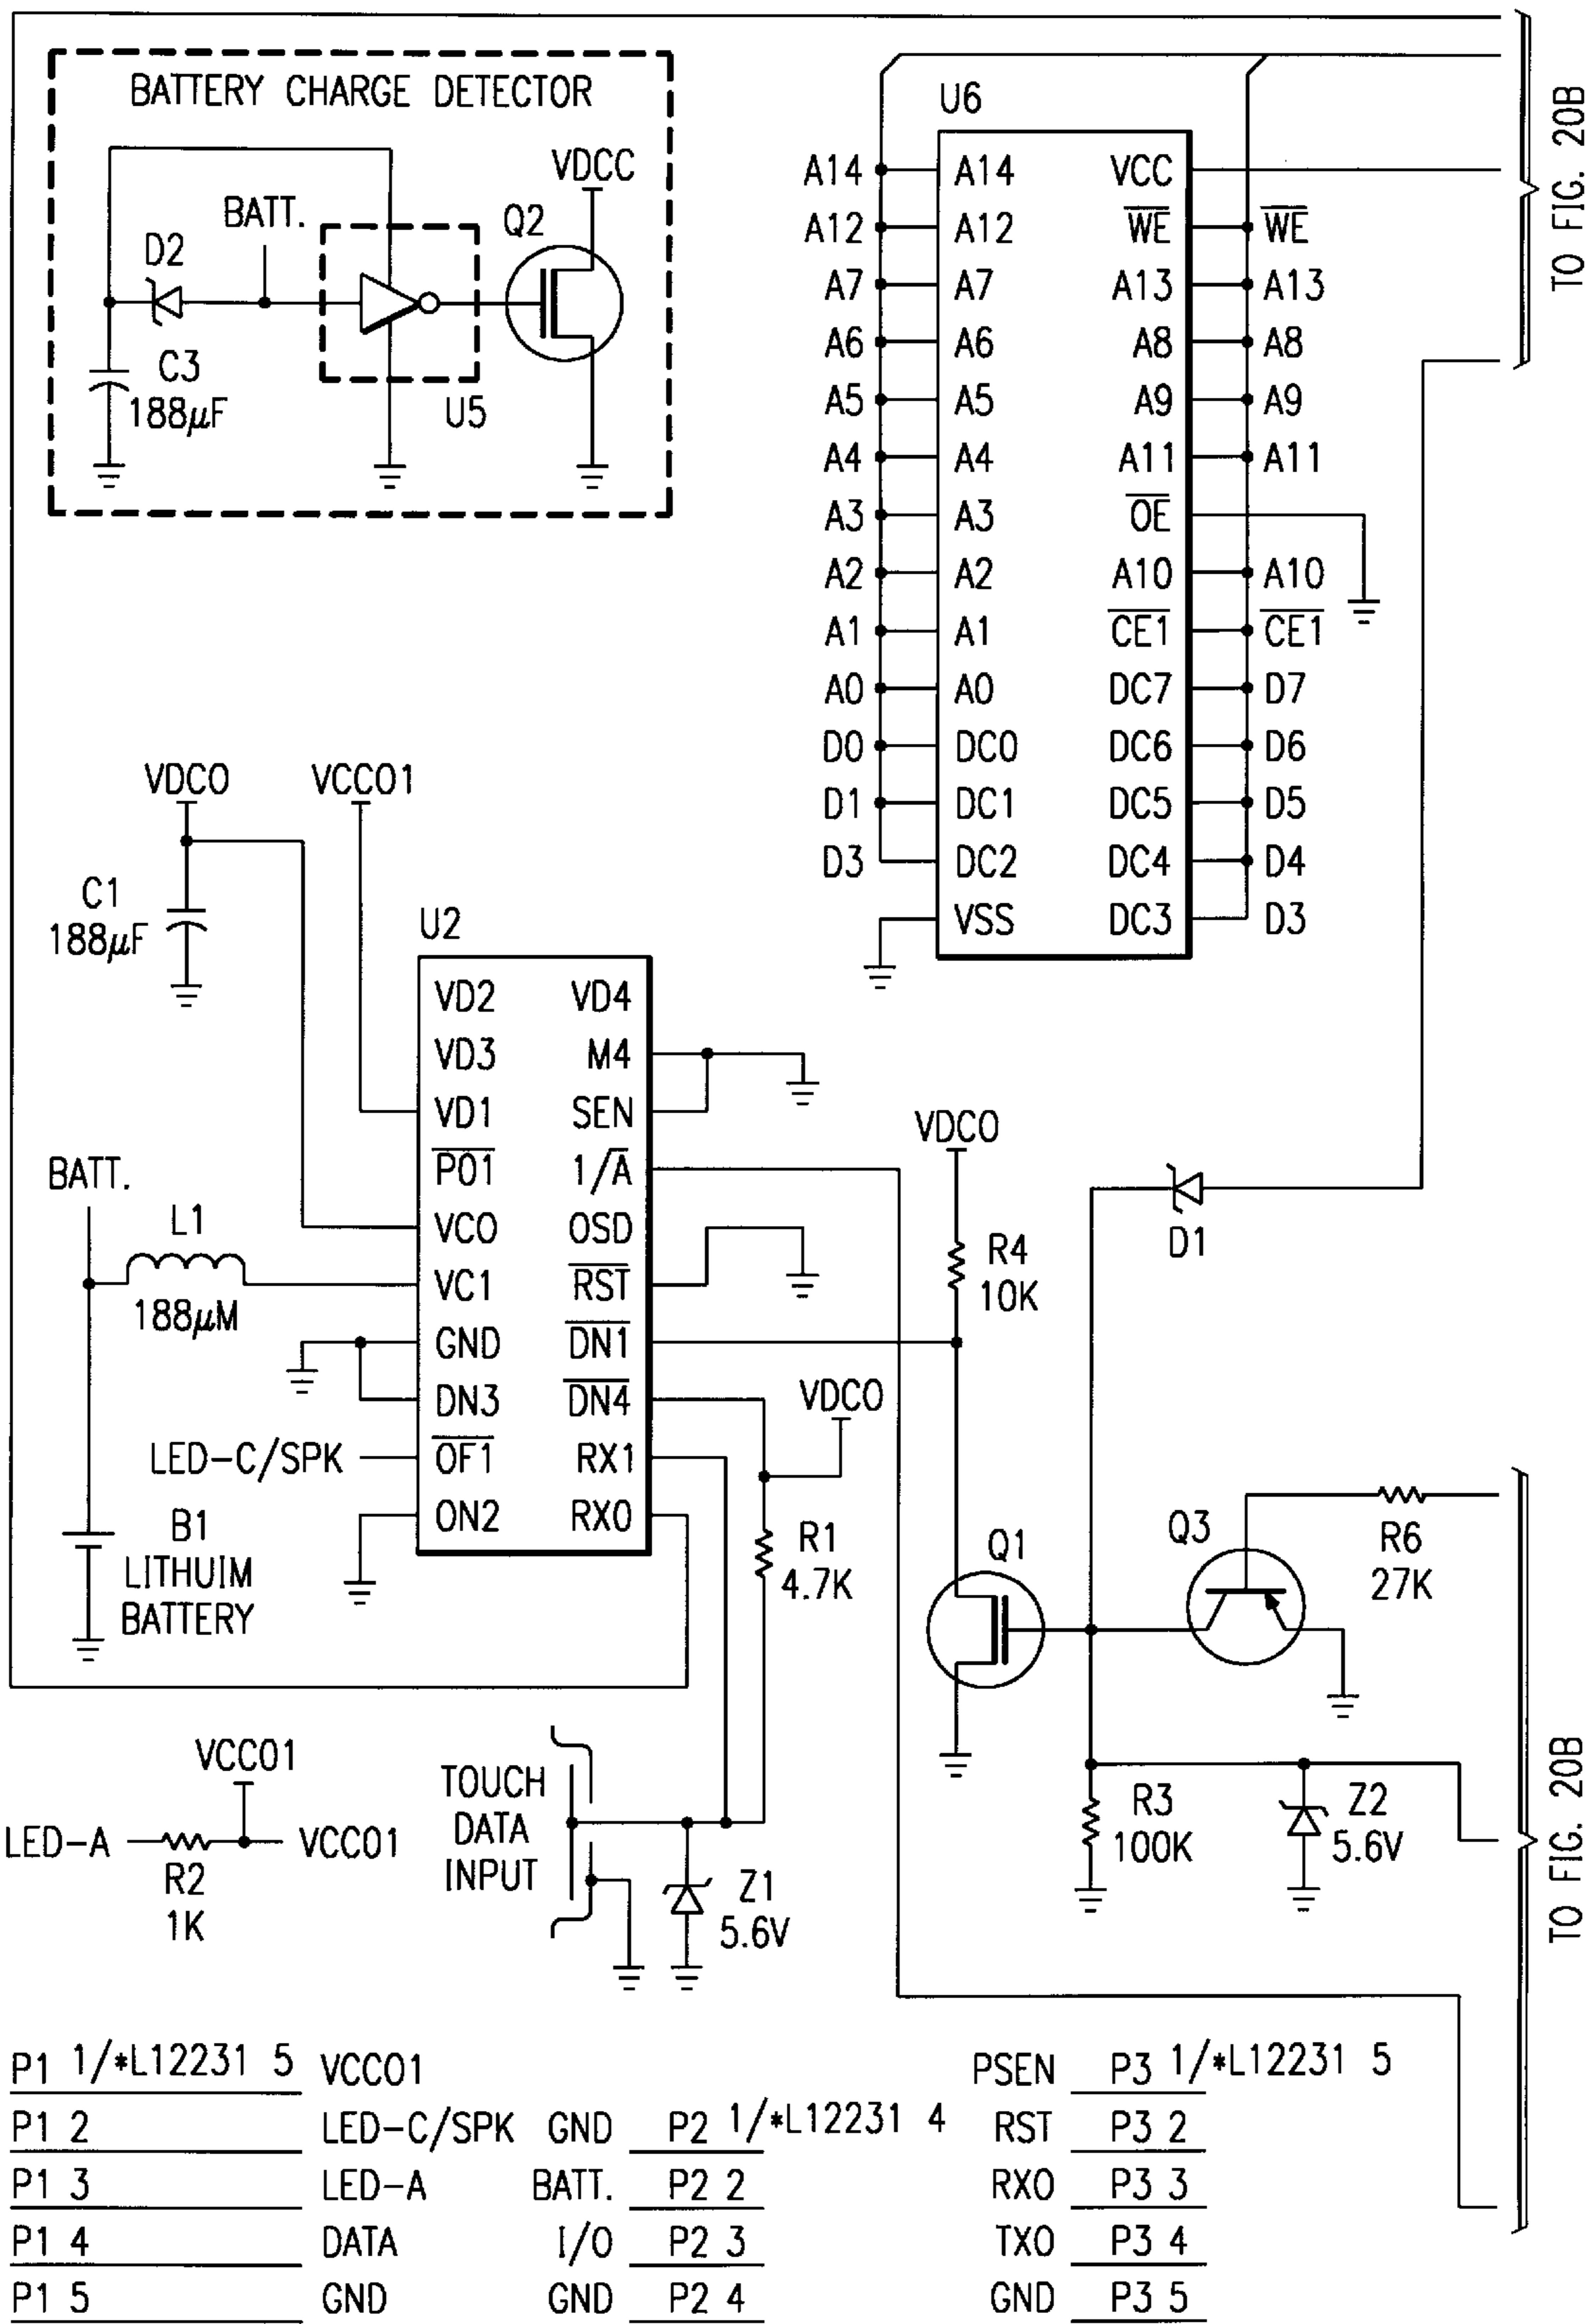 BATTERY CHARGE DETECTOR
VDCC
BATT.
Q2
D2
C3
188μF
U5
U6
A14 A14 VCC
A12 A12 WE WE
A7 A7 A13 A13
A6 A6 A8 A8
A5 A5 A9 A9
A4 A4 A11 A11
A3 A3 OE
A2 A2 A10 A10
A1 A1 CE1 CE1
A0 A0 DC7 D7
D0 DC0 DC6 D6
D1 DC1 DC5 D5
D3 DC2 DC4 D4
VSS DC3 D3
TO FIG. 20B
VDCO
VCCO1
C1
188μF
U2
VD2 VD4
VD3 M4
VD1 SEN
PO1 1/A
VCO OSD
VC1 RST
GND DN1
DN3 DN4
OF1 RX1
ON2 RXO
BATT.
L1
188μM
LED-C/SPK
B1
LITHUIM
BATTERY
VDCO
R4
10K
D1
VDCO
R1
4.7K
Q1
Q3
R6
27K
R3
100K
Z2
5.6V
TO FIG. 20B
VCCO1
LED-A
VCCO1
R2
1K
TOUCH
DATA
INPUT
Z1
5.6V
P1 1/*L12231 5 VCCO1
P1 2 LED-C/SPK
P1 3 LED-A
P1 4 DATA
P1 5 GND
GND P2 1/*L12231 4
BATT. P2 2
I/O P2 3
GND P2 4
PSEN P3 1/*L12231 5
RST P3 2
RXO P3 3
TXO P3 4
GND P3 5